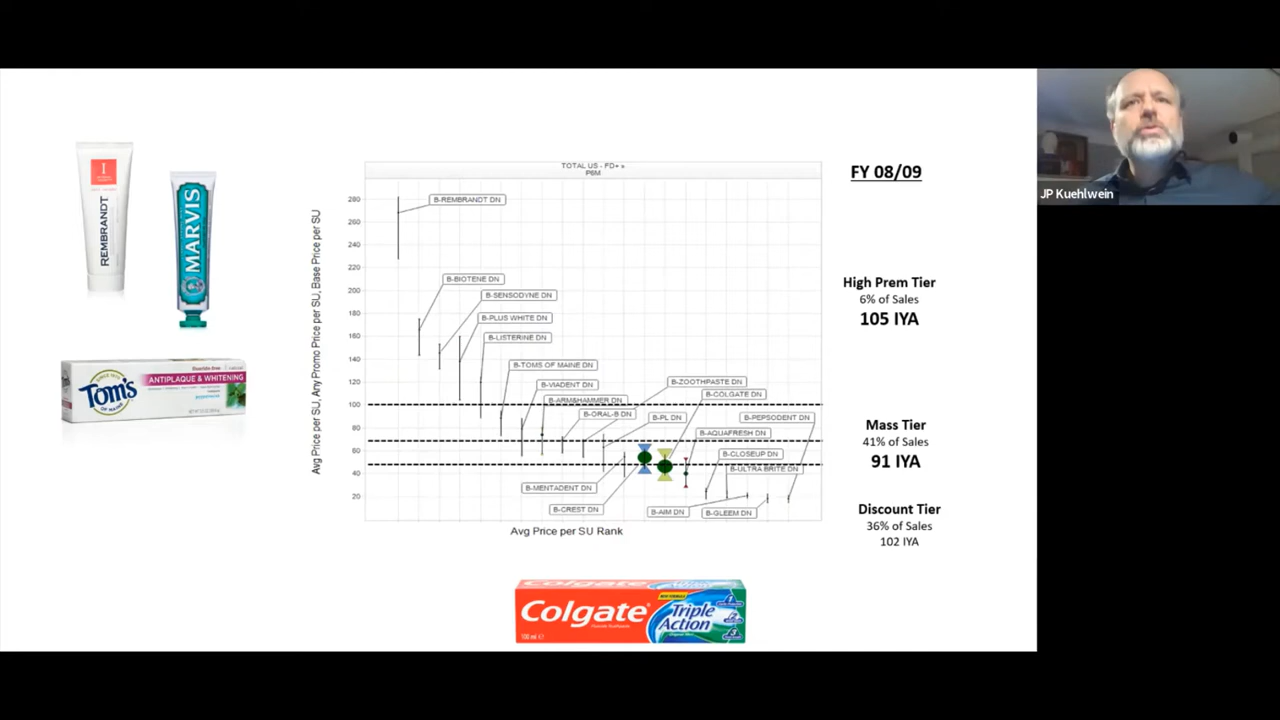 REMBRANDT
MARVIS
Tom's
OF MAINE
ANTIPLAQUE & WHITENING
TOTAL US - FD+ »
P6M
Avg Price per SU, Any Promo Price per SU, Base Price per SU
280
260
240
220
200
180
160
140
120
100
80
60
40
20
B-REMBRANDT DN
B-BIOTENE DN
B-SENSODYNE DN
B-PLUS WHITE DN
B-LISTERINE DN
B-TOMS OF MAINE DN
B-VIADENT DN
B-ZOOTHPASTE DN
B-COLGATE DN
B-ARM&HAMMER DN
B-ORAL-B DN
B-PL DN
B-PEPSODENT DN
B-AQUAFRESH DN
B-CLOSEUP DN
B-ULTRA BRITE DN
B-MENTADENT DN
B-CREST DN
B-AIM DN
B-GLEEM DN
Avg Price per SU Rank
FY 08/09
High Prem Tier
6% of Sales
105 IYA
Mass Tier
41% of Sales
91 IYA
Discount Tier
36% of Sales
102 IYA
Colgate
Triple
Action
100 ml e
JP Kuehlwein